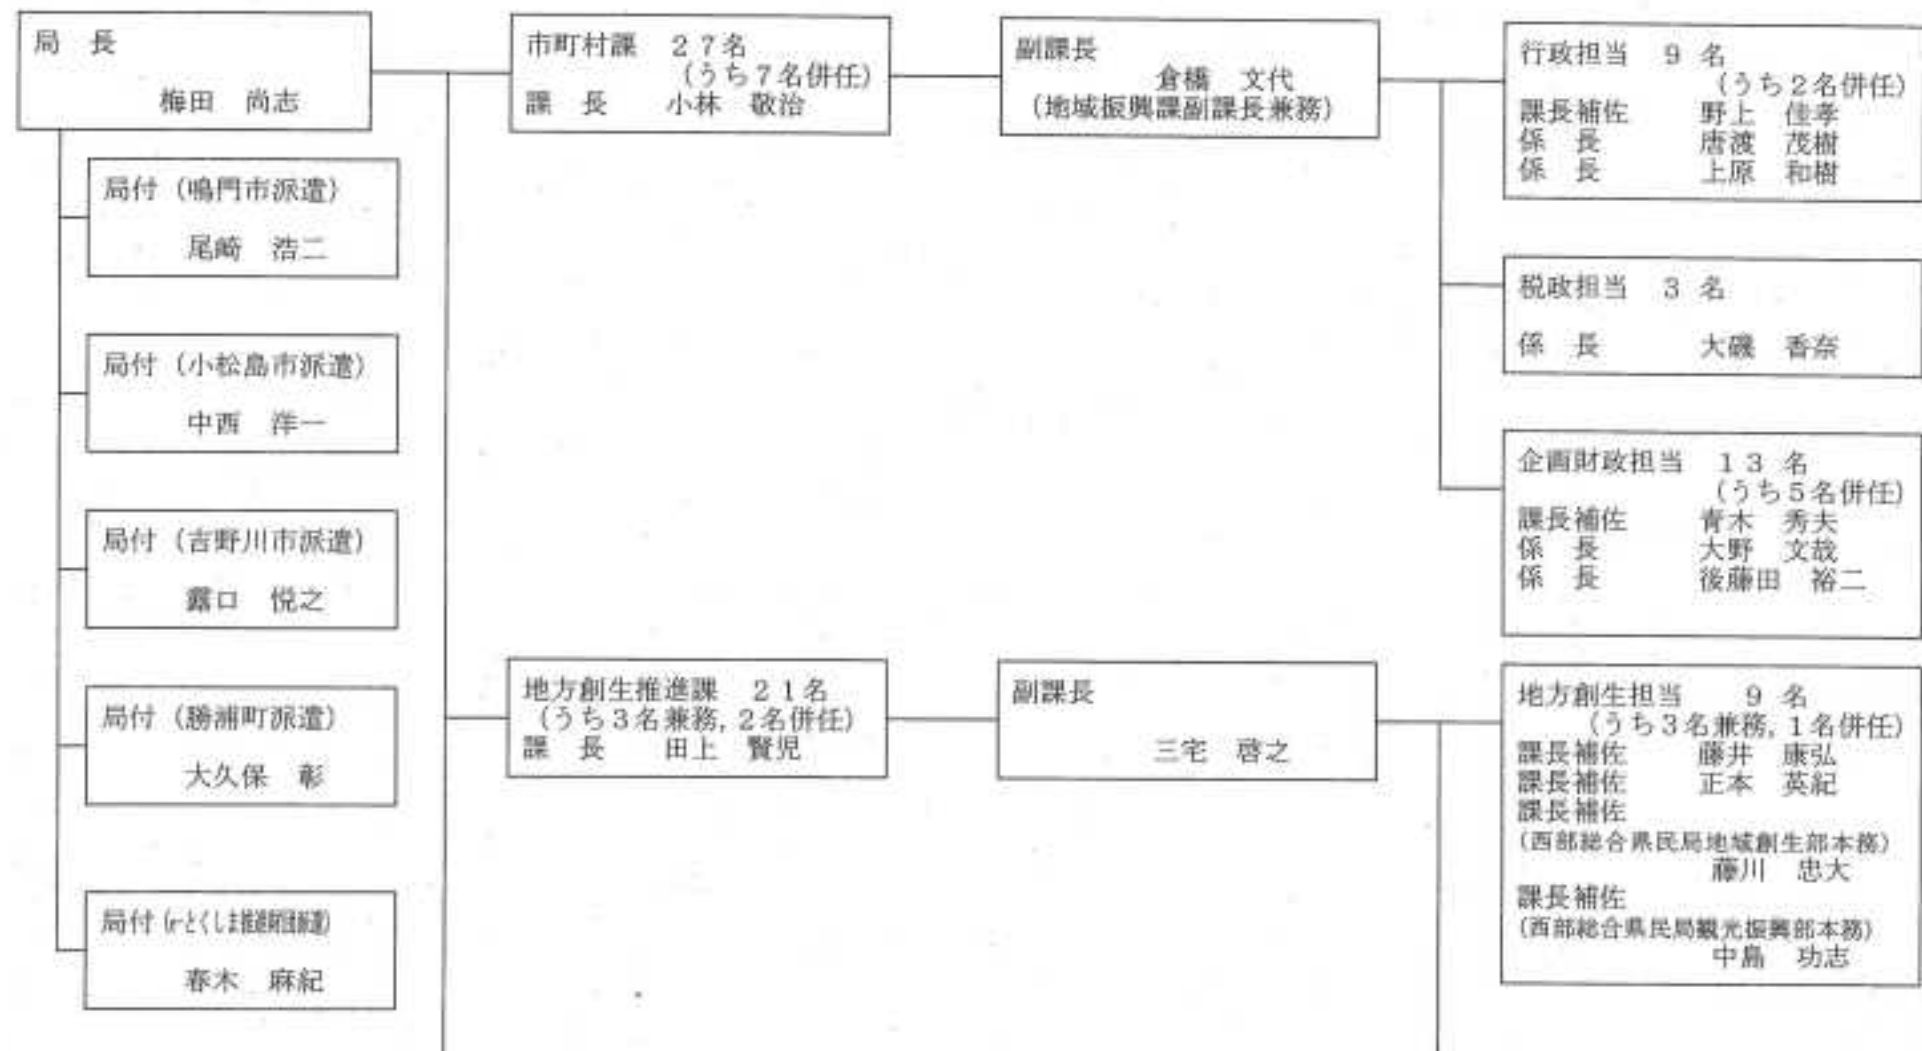 局　長
梅田　尚志
局付（鳴門市派遣）
尾崎　浩二
局付（小松島市派遣）
中西　洋一
局付（吉野川市派遣）
露口　悦之
局付（勝浦町派遣）
大久保　彰
局付（e-とくしま推進財団派遣）
春木　麻紀
市町村課　２７名
（うち７名併任）
課　長　　小林　敬治
副課長
倉橋　文代
（地域振興課副課長兼務）
行政担当　９　名
（うち２名併任）
課長補佐　　野上　佳孝
係　長　　唐渡　茂樹
係　長　　上原　和樹
税政担当　３　名
係　長　　大磯　香奈
企画財政担当　１３　名
（うち５名併任）
課長補佐　　青木　秀夫
係　長　　大野　文哉
係　長　　後藤田　裕二
地方創生推進課　２１名
（うち３名兼務，２名併任）
課　長　　田上　賢児
副課長
三宅　啓之
地方創生担当　９　名
（うち３名兼務，１名併任）
課長補佐　　藤井　康弘
課長補佐　　正本　英紀
課長補佐
（西部総合県民局地域創生部本務）
藤川　忠大
課長補佐
（西部総合県民局観光振興部本務）
中島　功志